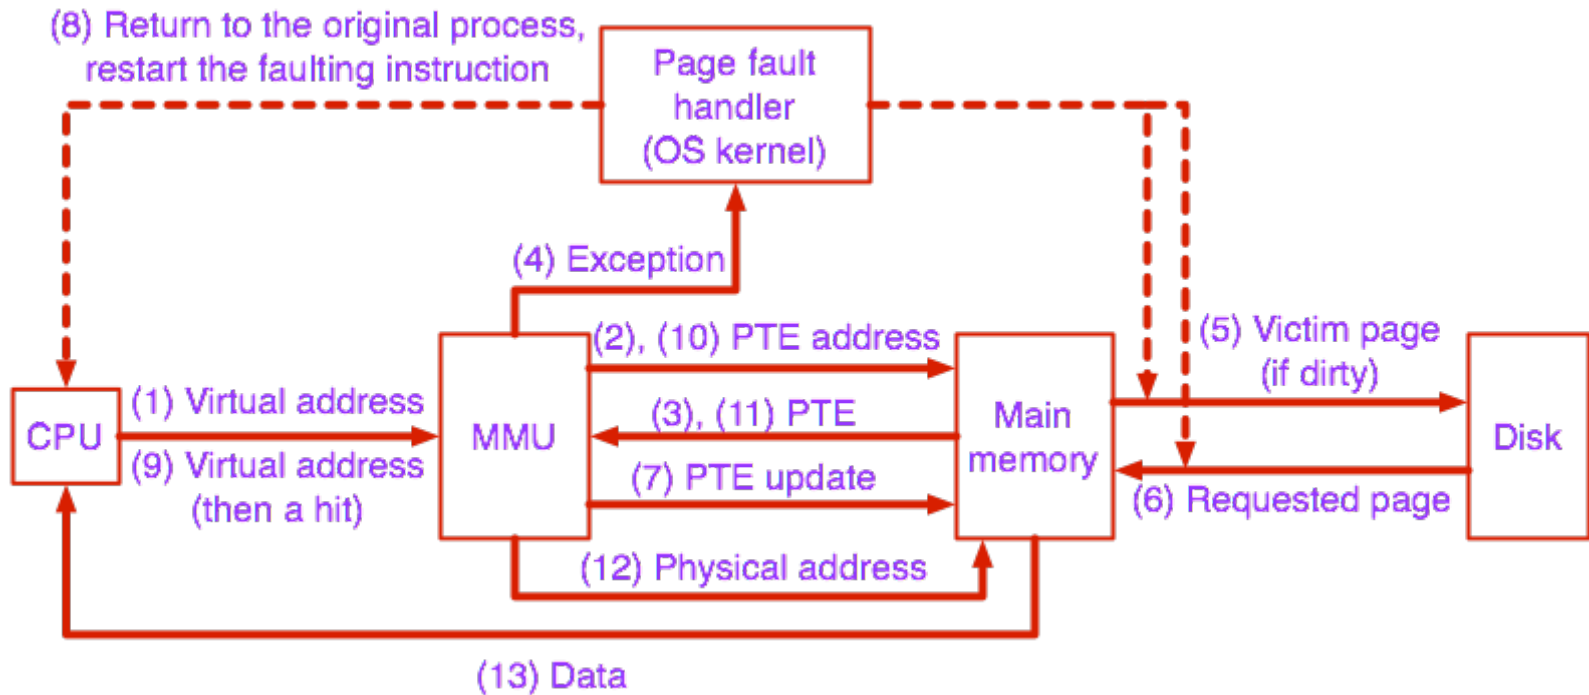 (8) Return to the original process,
restart the faulting instruction
Page fault
handler
(OS kernel)
(4) Exception
(2), (10) PTE address
(5) Victim page
(if dirty)
(1) Virtual address
(3), (11) PTE
CPU
MMU
Main
memory
Disk
(9) Virtual address
(then a hit)
(7) PTE update
(6) Requested page
(12) Physical address
(13) Data